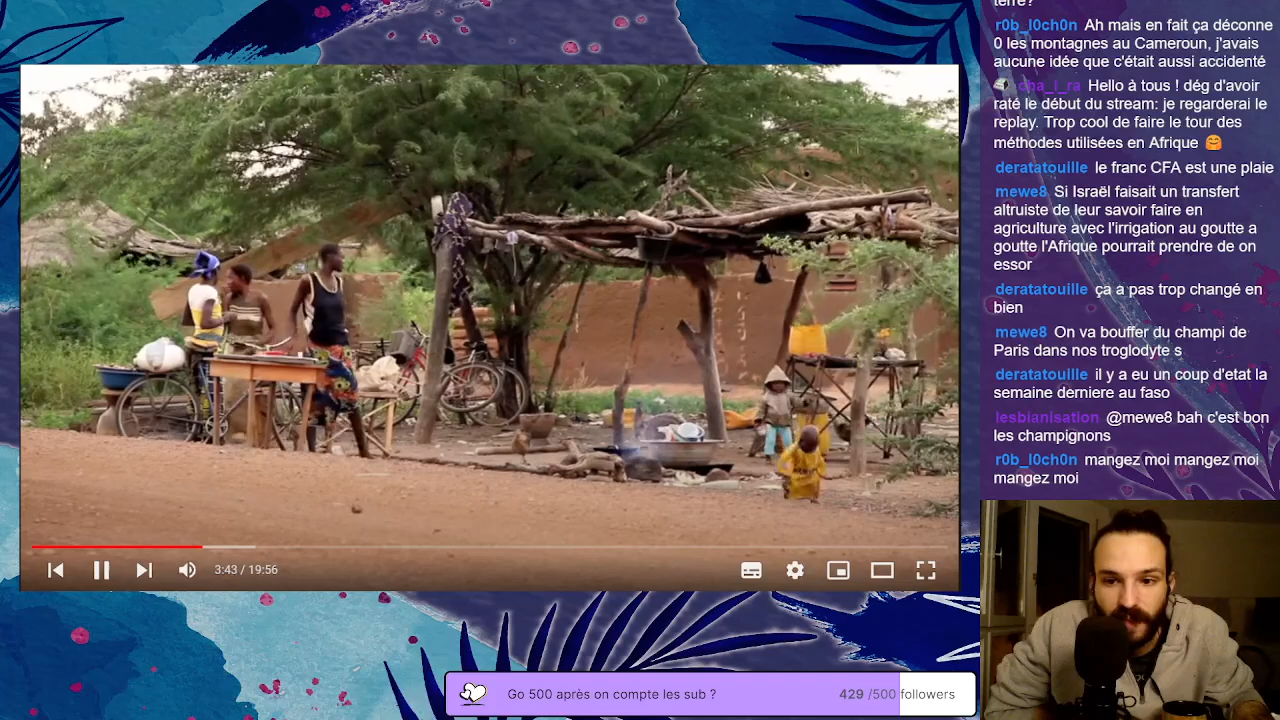 terre?
r0b_l0ch0n Ah mais en fait ça déconne
0 les montagnes au Cameroun, j'avais
aucune idée que c'était aussi accidenté
cha_l_ra Hello à tous ! dég d'avoir
raté le début du stream: je regarderai le
replay. Trop cool de faire le tour des
méthodes utilisées en Afrique 🤗
deratatouille le franc CFA est une plaie
mewe8 Si Israël faisait un transfert
altruiste de leur savoir faire en
agriculture avec l'irrigation au goutte a
goutte l'Afrique pourrait prendre de on
essor
deratatouille ça a pas trop changé en
bien
mewe8 On va bouffer du champi de
Paris dans nos troglodyte s
deratatouille il y a eu un coup d'etat la
semaine derniere au faso
lesbianisation @mewe8 bah c'est bon
les champignons
r0b_l0ch0n mangez moi mangez moi
mangez moi
3:43 / 19:56
Go 500 après on compte les sub ?
429 /500 followers